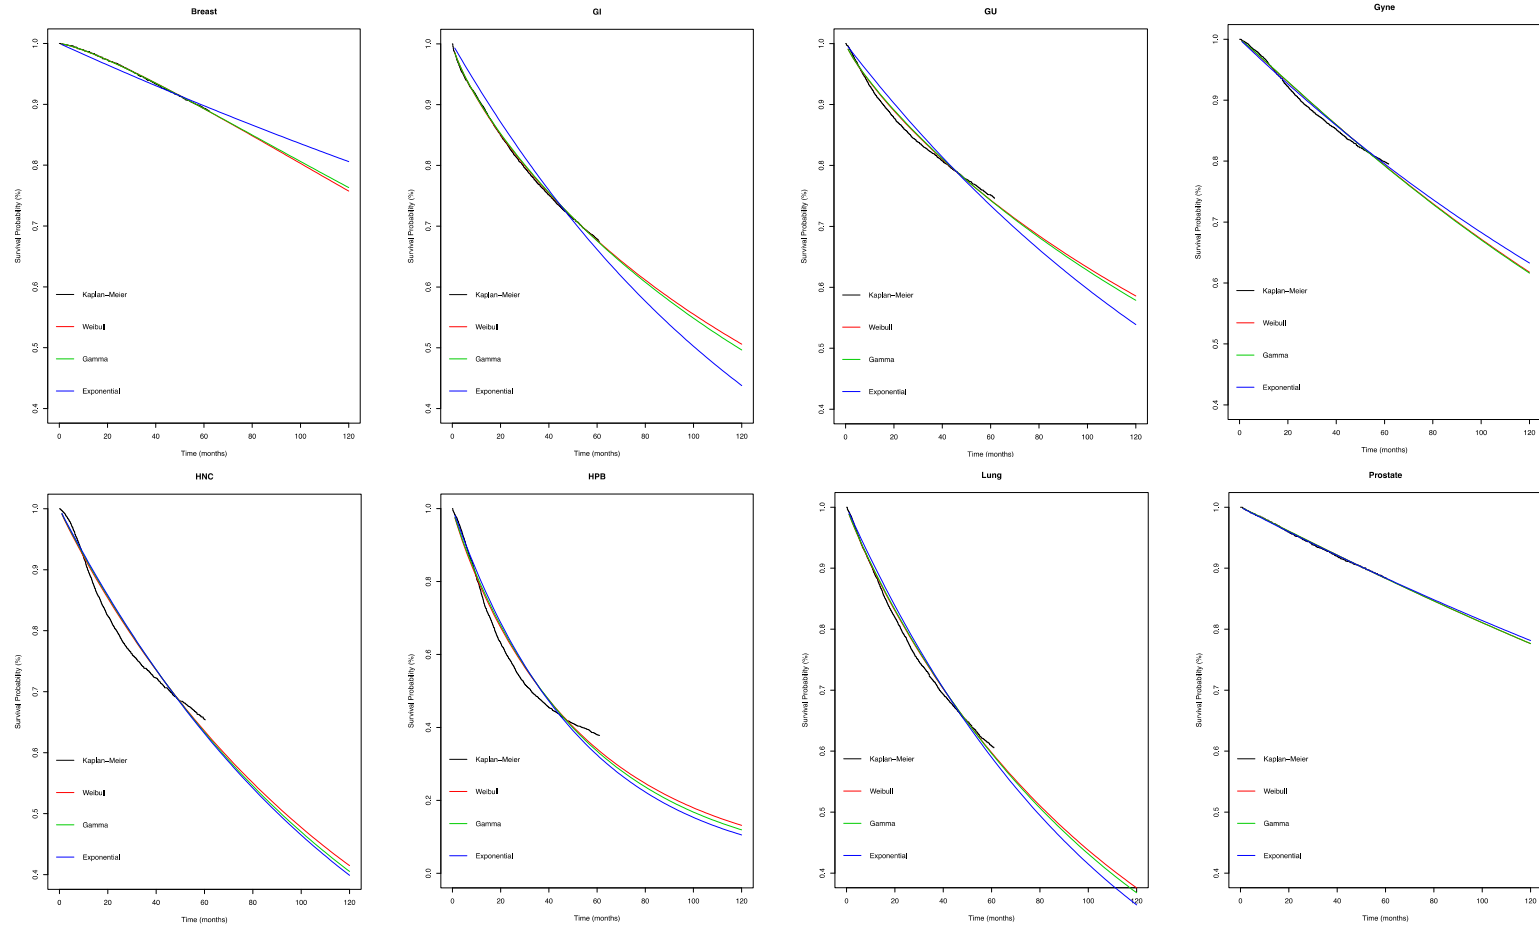 Breast
Survival Probability (%)
1.0
0.9
0.8
0.7
0.6
0.5
0.4
Kaplan–Meier
Weibull
Gamma
Exponential
0 20 40 60 80 100 120
Time (months)
GI
Survival Probability (%)
1.0
0.9
0.8
0.7
0.6
0.5
0.4
Kaplan–Meier
Weibull
Gamma
Exponential
0 20 40 60 80 100 120
Time (months)
GU
Survival Probability (%)
1.0
0.9
0.8
0.7
0.6
0.5
0.4
Kaplan–Meier
Weibull
Gamma
Exponential
0 20 40 60 80 100 120
Time (months)
Gyne
Survival Probability (%)
1.0
0.9
0.8
0.7
0.6
0.5
0.4
Kaplan–Meier
Weibull
Gamma
Exponential
0 20 40 60 80 100 120
Time (months)
HNC
Survival Probability (%)
1.0
0.9
0.8
0.7
0.6
0.5
0.4
Kaplan–Meier
Weibull
Gamma
Exponential
0 20 40 60 80 100 120
Time (months)
HPB
Survival Probability (%)
1.0
0.8
0.6
0.4
0.2
0.0
Kaplan–Meier
Weibull
Gamma
Exponential
0 20 40 60 80 100 120
Time (months)
Lung
Survival Probability (%)
1.0
0.9
0.8
0.7
0.6
0.5
0.4
Kaplan–Meier
Weibull
Gamma
Exponential
0 20 40 60 80 100 120
Time (months)
Prostate
Survival Probability (%)
1.0
0.9
0.8
0.7
0.6
0.5
0.4
Kaplan–Meier
Weibull
Gamma
Exponential
0 20 40 60 80 100 120
Time (months)